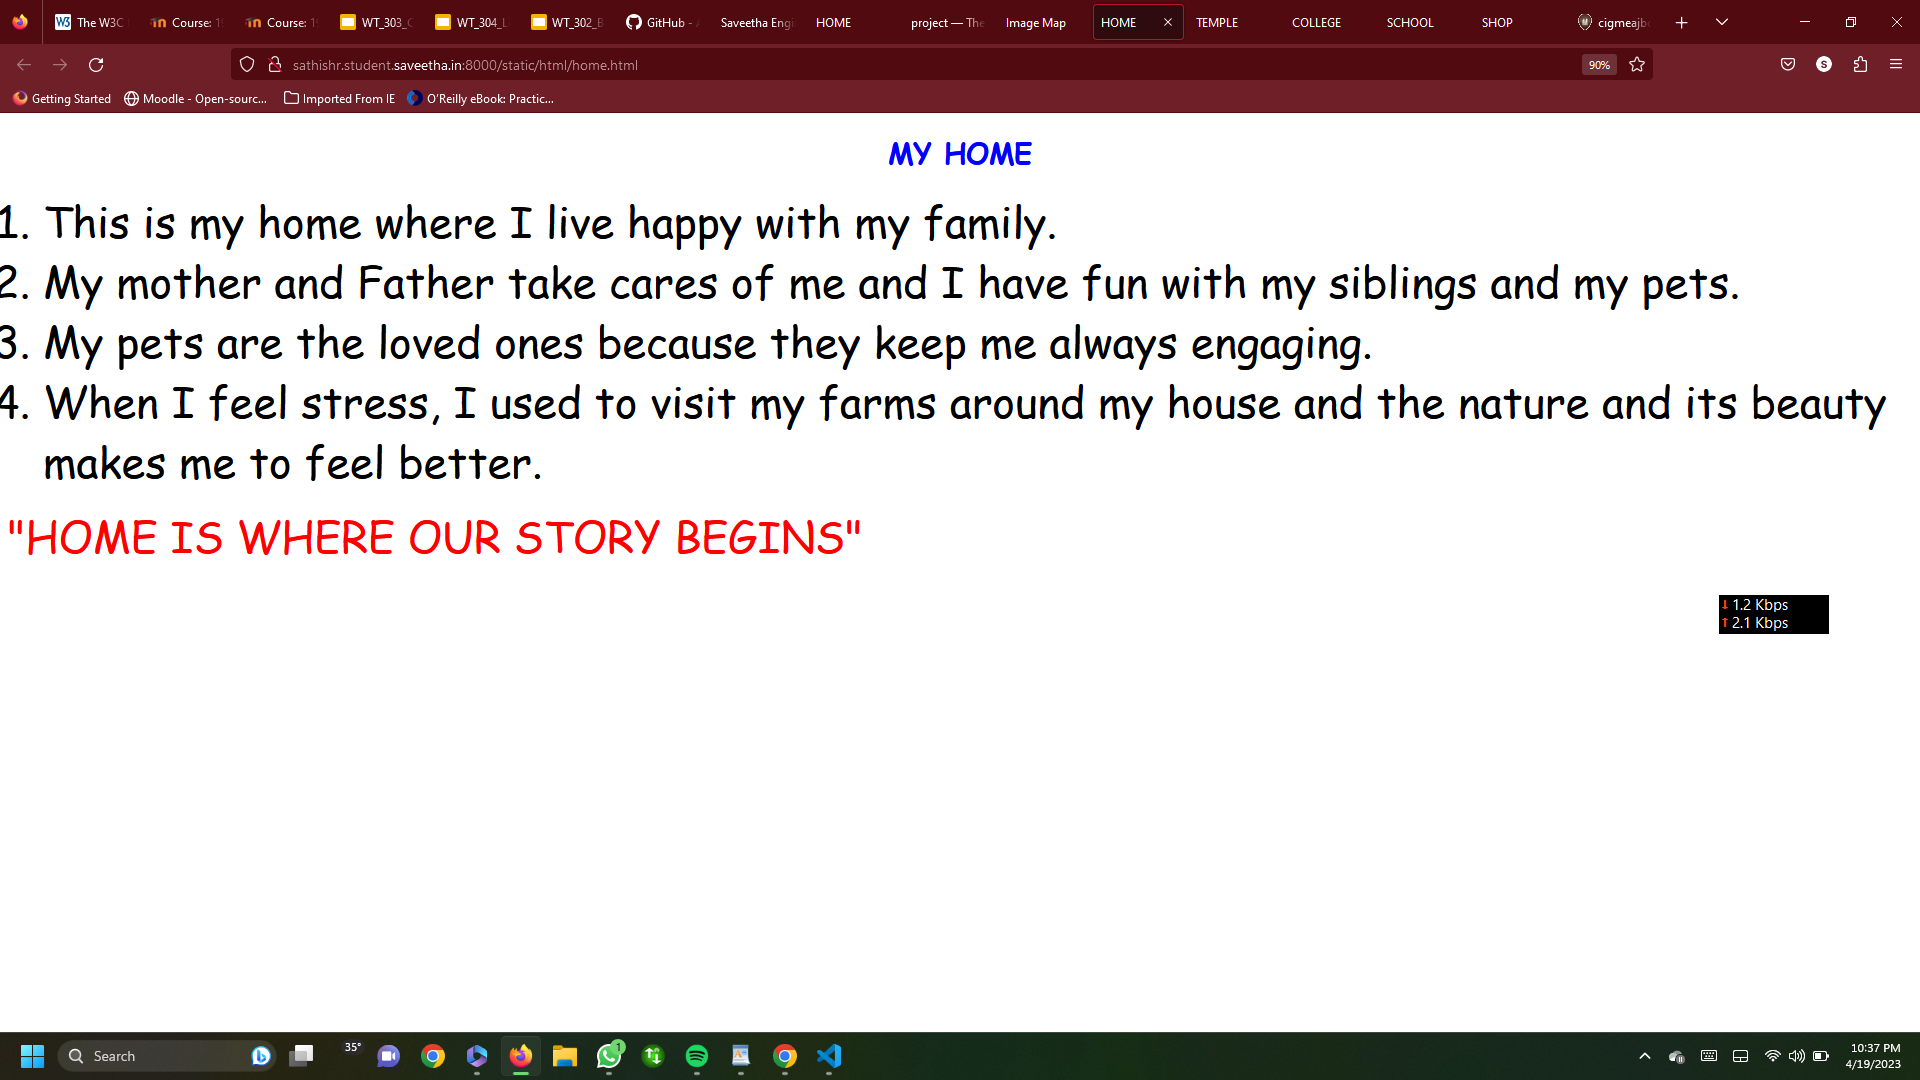 The W3C
Course: 1
Course: 1
WT_303_C
WT_304_L
WT_302_B
GitHub -
Saveetha Engi
HOME
project — The
Image Map
HOME
TEMPLE
COLLEGE
SCHOOL
SHOP
cigmeajb
sathishr.student.saveetha.in:8000/static/html/home.html
90%
S
Getting Started
Moodle - Open-sourc...
Imported From IE
O'Reilly eBook: Practic...
MY HOME
1. This is my home where I live happy with my family.
2. My mother and Father take cares of me and I have fun with my siblings and my pets.
3. My pets are the loved ones because they keep me always engaging.
4. When I feel stress, I used to visit my farms around my house and the nature and its beauty
makes me to feel better.
"HOME IS WHERE OUR STORY BEGINS"
↓ 1.2 Kbps
↑ 2.1 Kbps
Search
35°
1
10:37 PM
4/19/2023